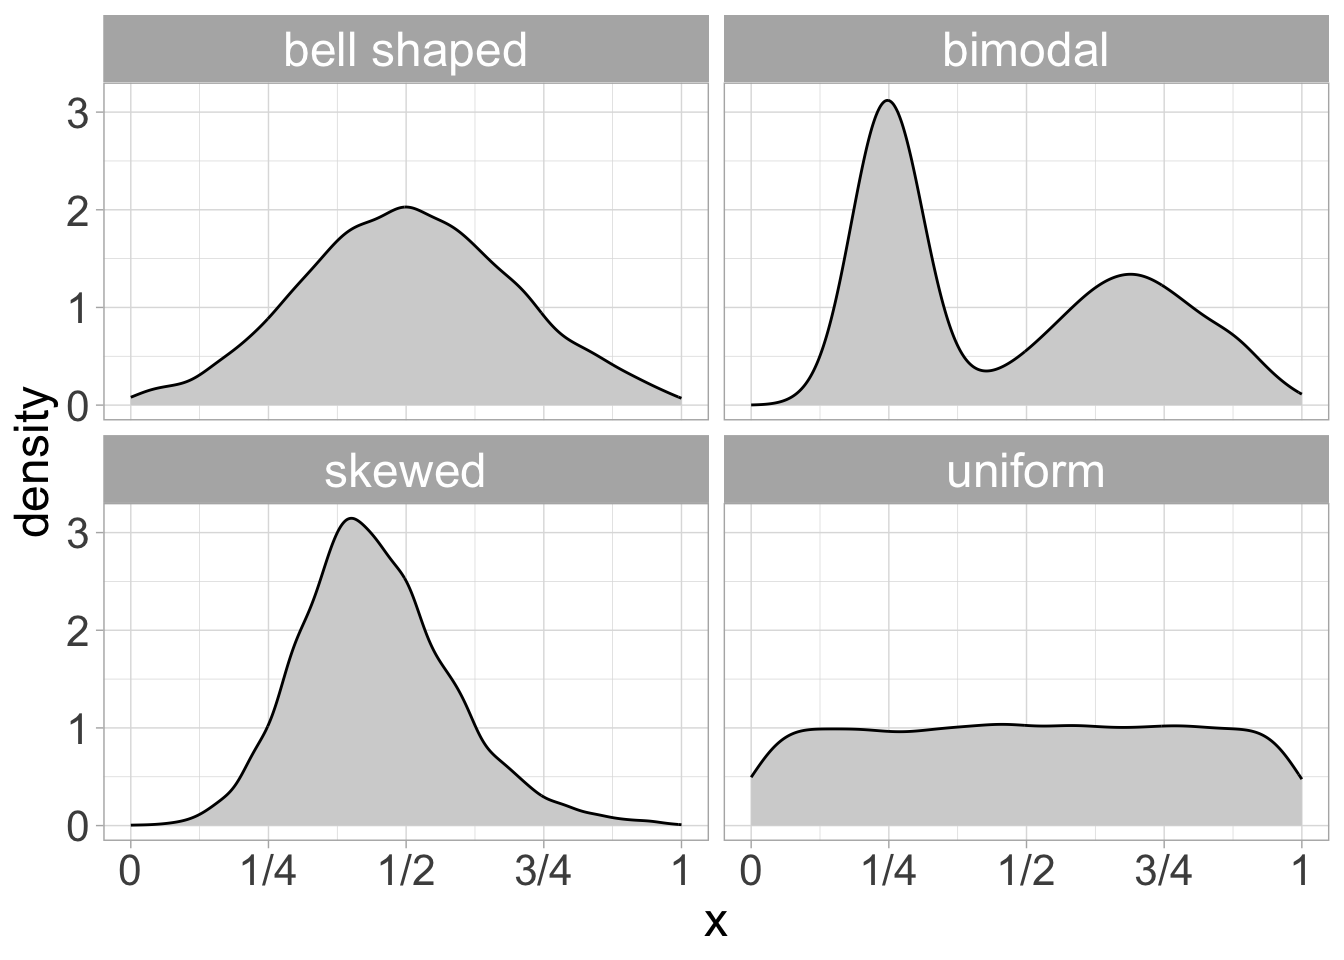 bell shaped
bimodal
3
2
1
0
density
skewed
uniform
3
2
1
0
0 1/4 1/2 3/4 1
0 1/4 1/2 3/4 1
x